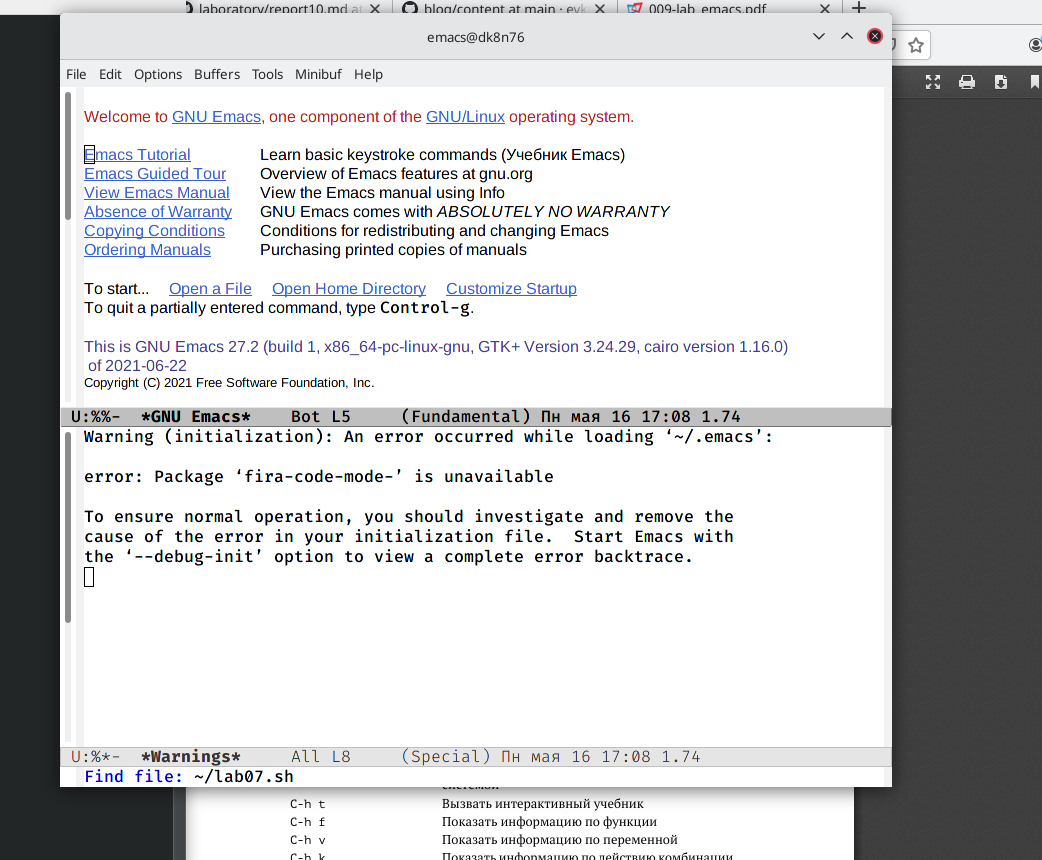 laboratory/report10.md at
blog/content at main · evk
009-lab_emacs.pdf
emacs@dk8n76
File Edit Options Buffers Tools Minibuf Help
Welcome to GNU Emacs, one component of the GNU/Linux operating system.
Emacs Tutorial Learn basic keystroke commands (Учебник Emacs)
Emacs Guided Tour Overview of Emacs features at gnu.org
View Emacs Manual View the Emacs manual using Info
Absence of Warranty GNU Emacs comes with ABSOLUTELY NO WARRANTY
Copying Conditions Conditions for redistributing and changing Emacs
Ordering Manuals Purchasing printed copies of manuals
To start... Open a File Open Home Directory Customize Startup
To quit a partially entered command, type Control-g.
This is GNU Emacs 27.2 (build 1, x86_64-pc-linux-gnu, GTK+ Version 3.24.29, cairo version 1.16.0)
of 2021-06-22
Copyright (C) 2021 Free Software Foundation, Inc.
U:%%- *GNU Emacs* Bot L5 (Fundamental) Пн мая 16 17:08 1.74
Warning (initialization): An error occurred while loading ‘~/.emacs’:
error: Package ‘fira-code-mode-’ is unavailable
To ensure normal operation, you should investigate and remove the
cause of the error in your initialization file. Start Emacs with
the ‘--debug-init’ option to view a complete error backtrace.
U:%*- *Warnings* All L8 (Special) Пн мая 16 17:08 1.74
Find file: ~/lab07.sh
системой
C-h t Вызвать интерактивный учебник
C-h f Показать информацию по функции
C-h v Показать информацию по переменной
C-h k Показать информацию по действию комбинации